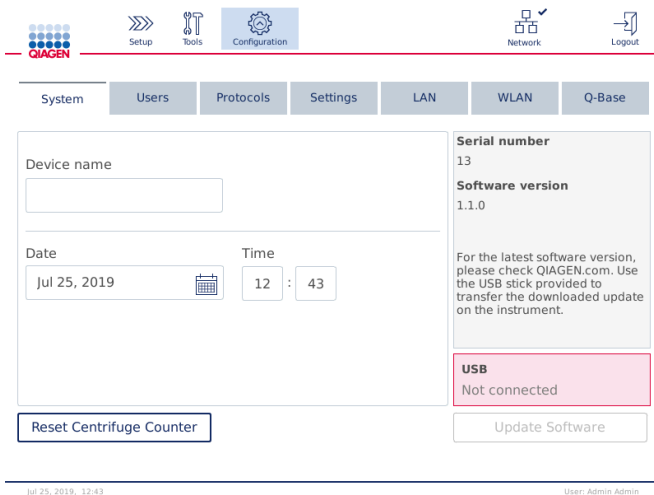 QIAGEN
Setup
Tools
Configuration
Network
Logout
System
Users
Protocols
Settings
LAN
WLAN
Q-Base
Device name
Date
Time
Jul 25, 2019
12 : 43
Serial number
13
Software version
1.1.0
For the latest software version,
please check QIAGEN.com. Use
the USB stick provided to
transfer the downloaded update
on the instrument.
USB
Not connected
Reset Centrifuge Counter
Update Software
Jul 25, 2019, 12:43
User: Admin Admin